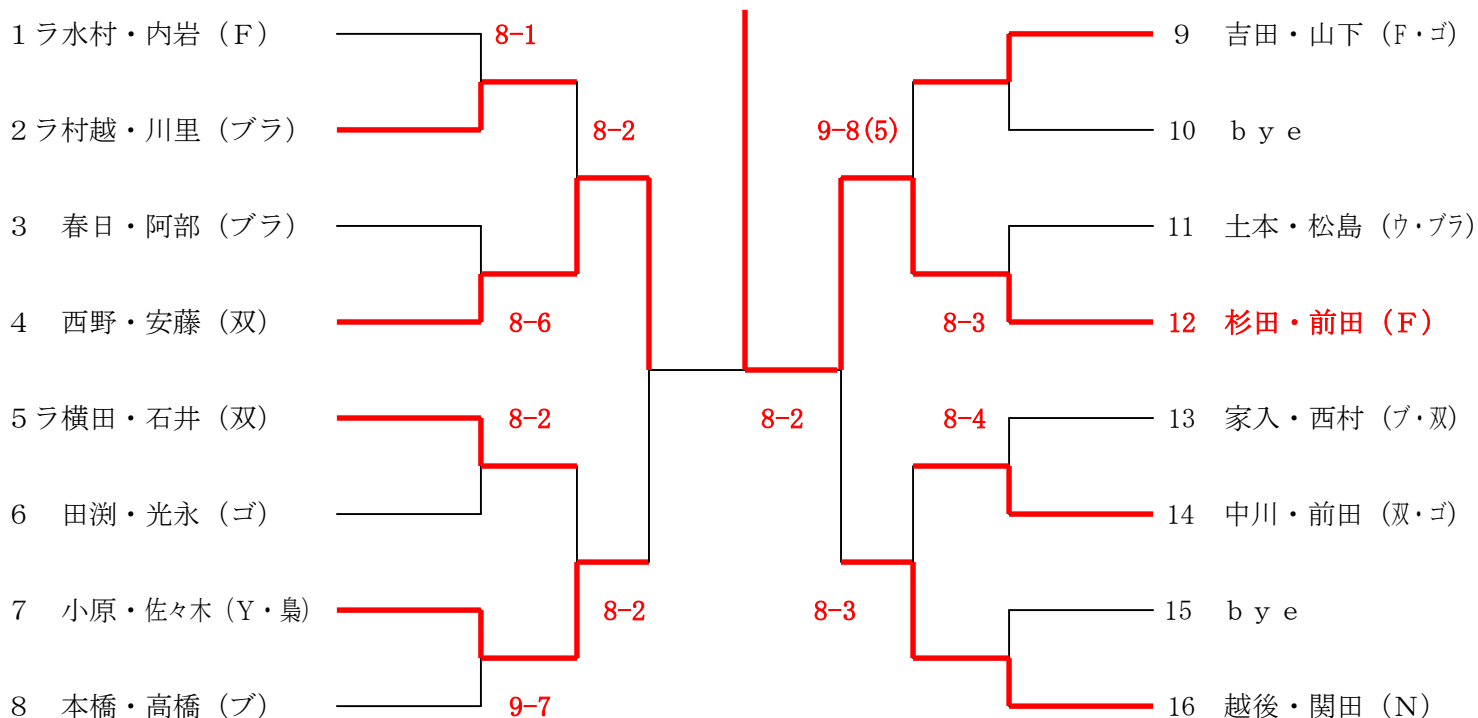 1 ラ水村・内岩（Ｆ） 8-1 9 吉田・山下（F・ゴ）
2 ラ村越・川里（ブラ） 8-2 9-8(5) 10 ｂｙｅ
3 春日・阿部（ブラ） 11 土本・松島（ウ・ブラ）
4 西野・安藤（双） 8-6 8-3 12 杉田・前田（Ｆ）
5 ラ横田・石井（双） 8-2 8-2 8-4 13 家入・西村（ブ・双）
6 田渕・光永（ゴ） 14 中川・前田（双・ゴ）
7 小原・佐々木（Ｙ・梟） 8-2 8-3 15 ｂｙｅ
8 本橋・高橋（ブ） 9-7 16 越後・関田（Ｎ）